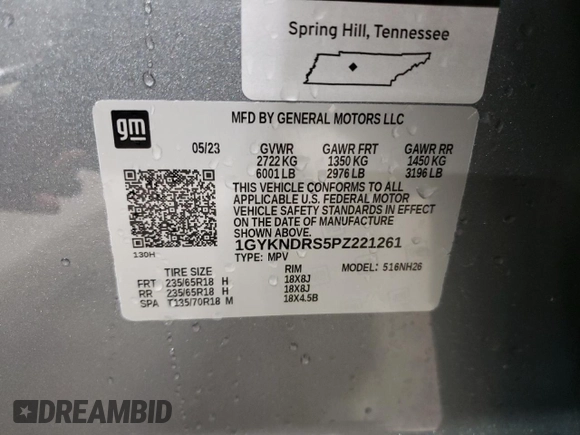 Spring Hill, Tennessee
gm
MFD BY GENERAL MOTORS LLC
05/23 GVWR GAWR FRT GAWR RR
2722 KG 1350 KG 1450 KG
6001 LB 2976 LB 3196 LB
THIS VEHICLE CONFORMS TO ALL
APPLICABLE U.S. FEDERAL MOTOR
VEHICLE SAFETY STANDARDS IN EFFECT
ON THE DATE OF MANUFACTURE
SHOWN ABOVE.
130H
1GYKNDRS5PZ221261
TYPE: MPV
TIRE SIZE RIM MODEL: 516NH26
FRT 235/65R18 H 18X8J
RR 235/65R18 H 18X8J
SPA T135/70R18 M 18X4.5B
DREAMBID